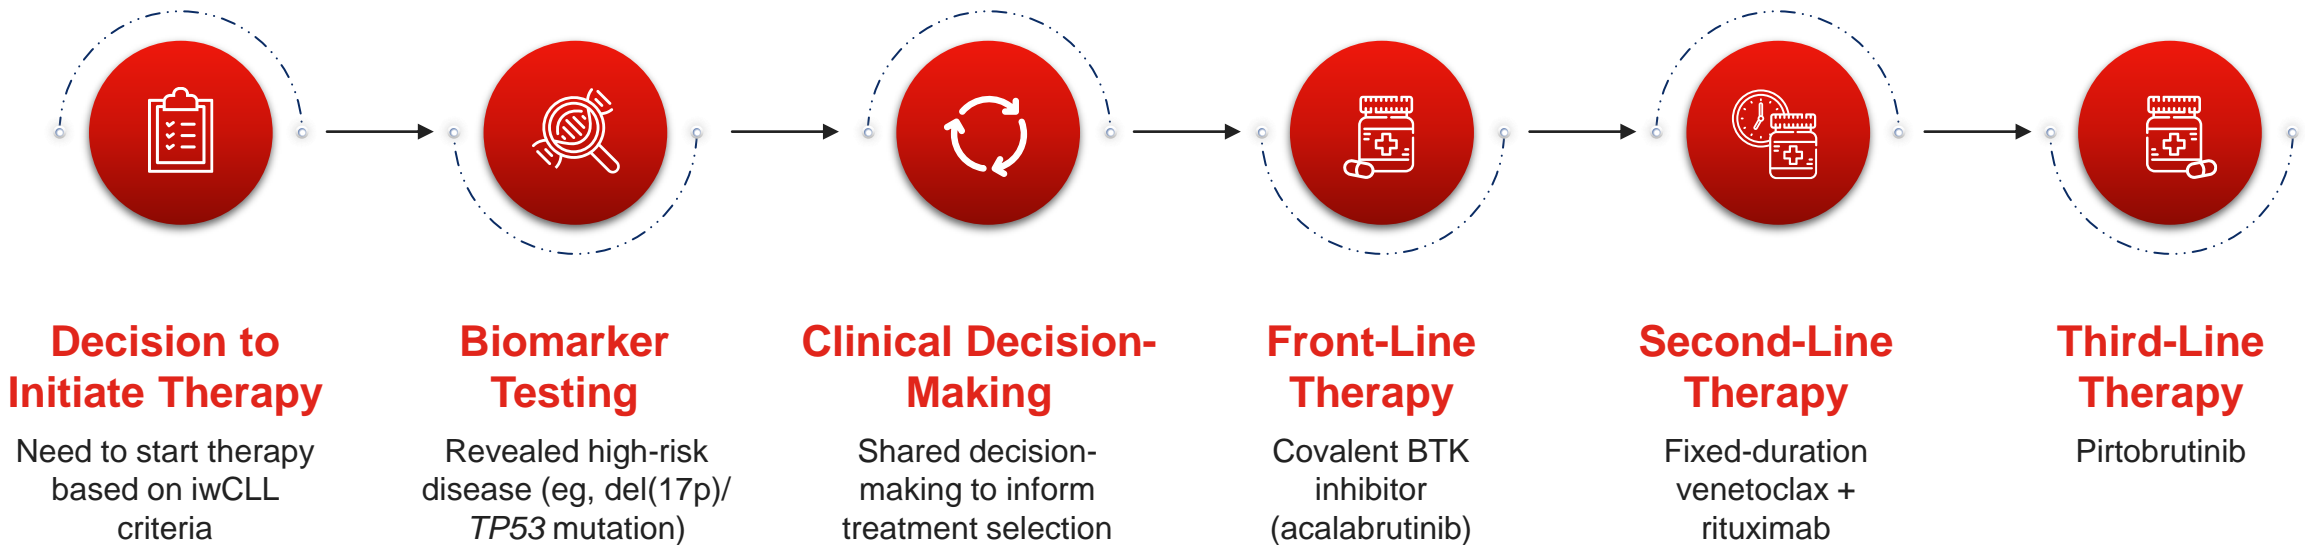 Decision to
Initiate Therapy
Need to start therapy
based on iwCLL
criteria
Biomarker
Testing
Revealed high-risk
disease (eg, del(17p)/
TP53 mutation)
Clinical Decision-
Making
Shared decision-
making to inform
treatment selection
Front-Line
Therapy
Covalent BTK
inhibitor
(acalabrutinib)
Second-Line
Therapy
Fixed-duration
venetoclax +
rituximab
Third-Line
Therapy
Pirtobrutinib